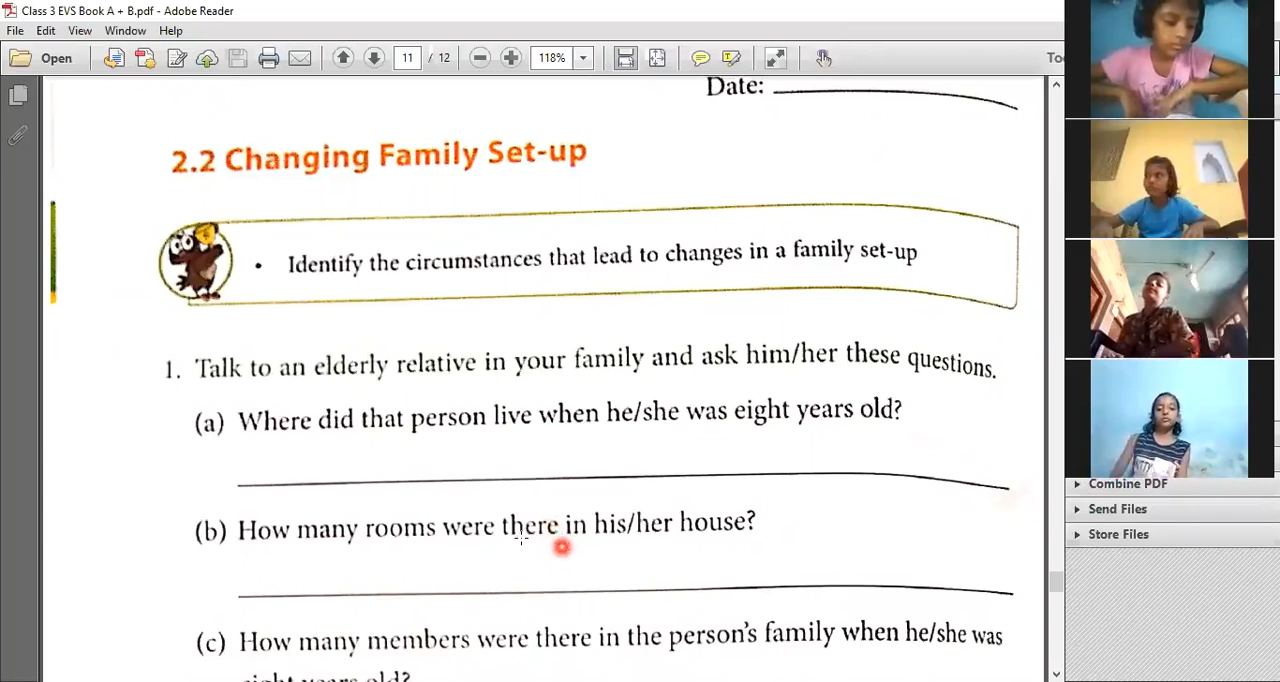 Class 3 EVS Book A + B.pdf - Adobe Reader
File Edit View Window Help
Open 11 / 12 118%
Date:
2.2 Changing Family Set-up
• Identify the circumstances that lead to changes in a family set-up
1. Talk to an elderly relative in your family and ask him/her these questions.
(a) Where did that person live when he/she was eight years old?
(b) How many rooms were there in his/her house?
(c) How many members were there in the person's family when he/she was
eight years old?
Combine PDF
Send Files
Store Files